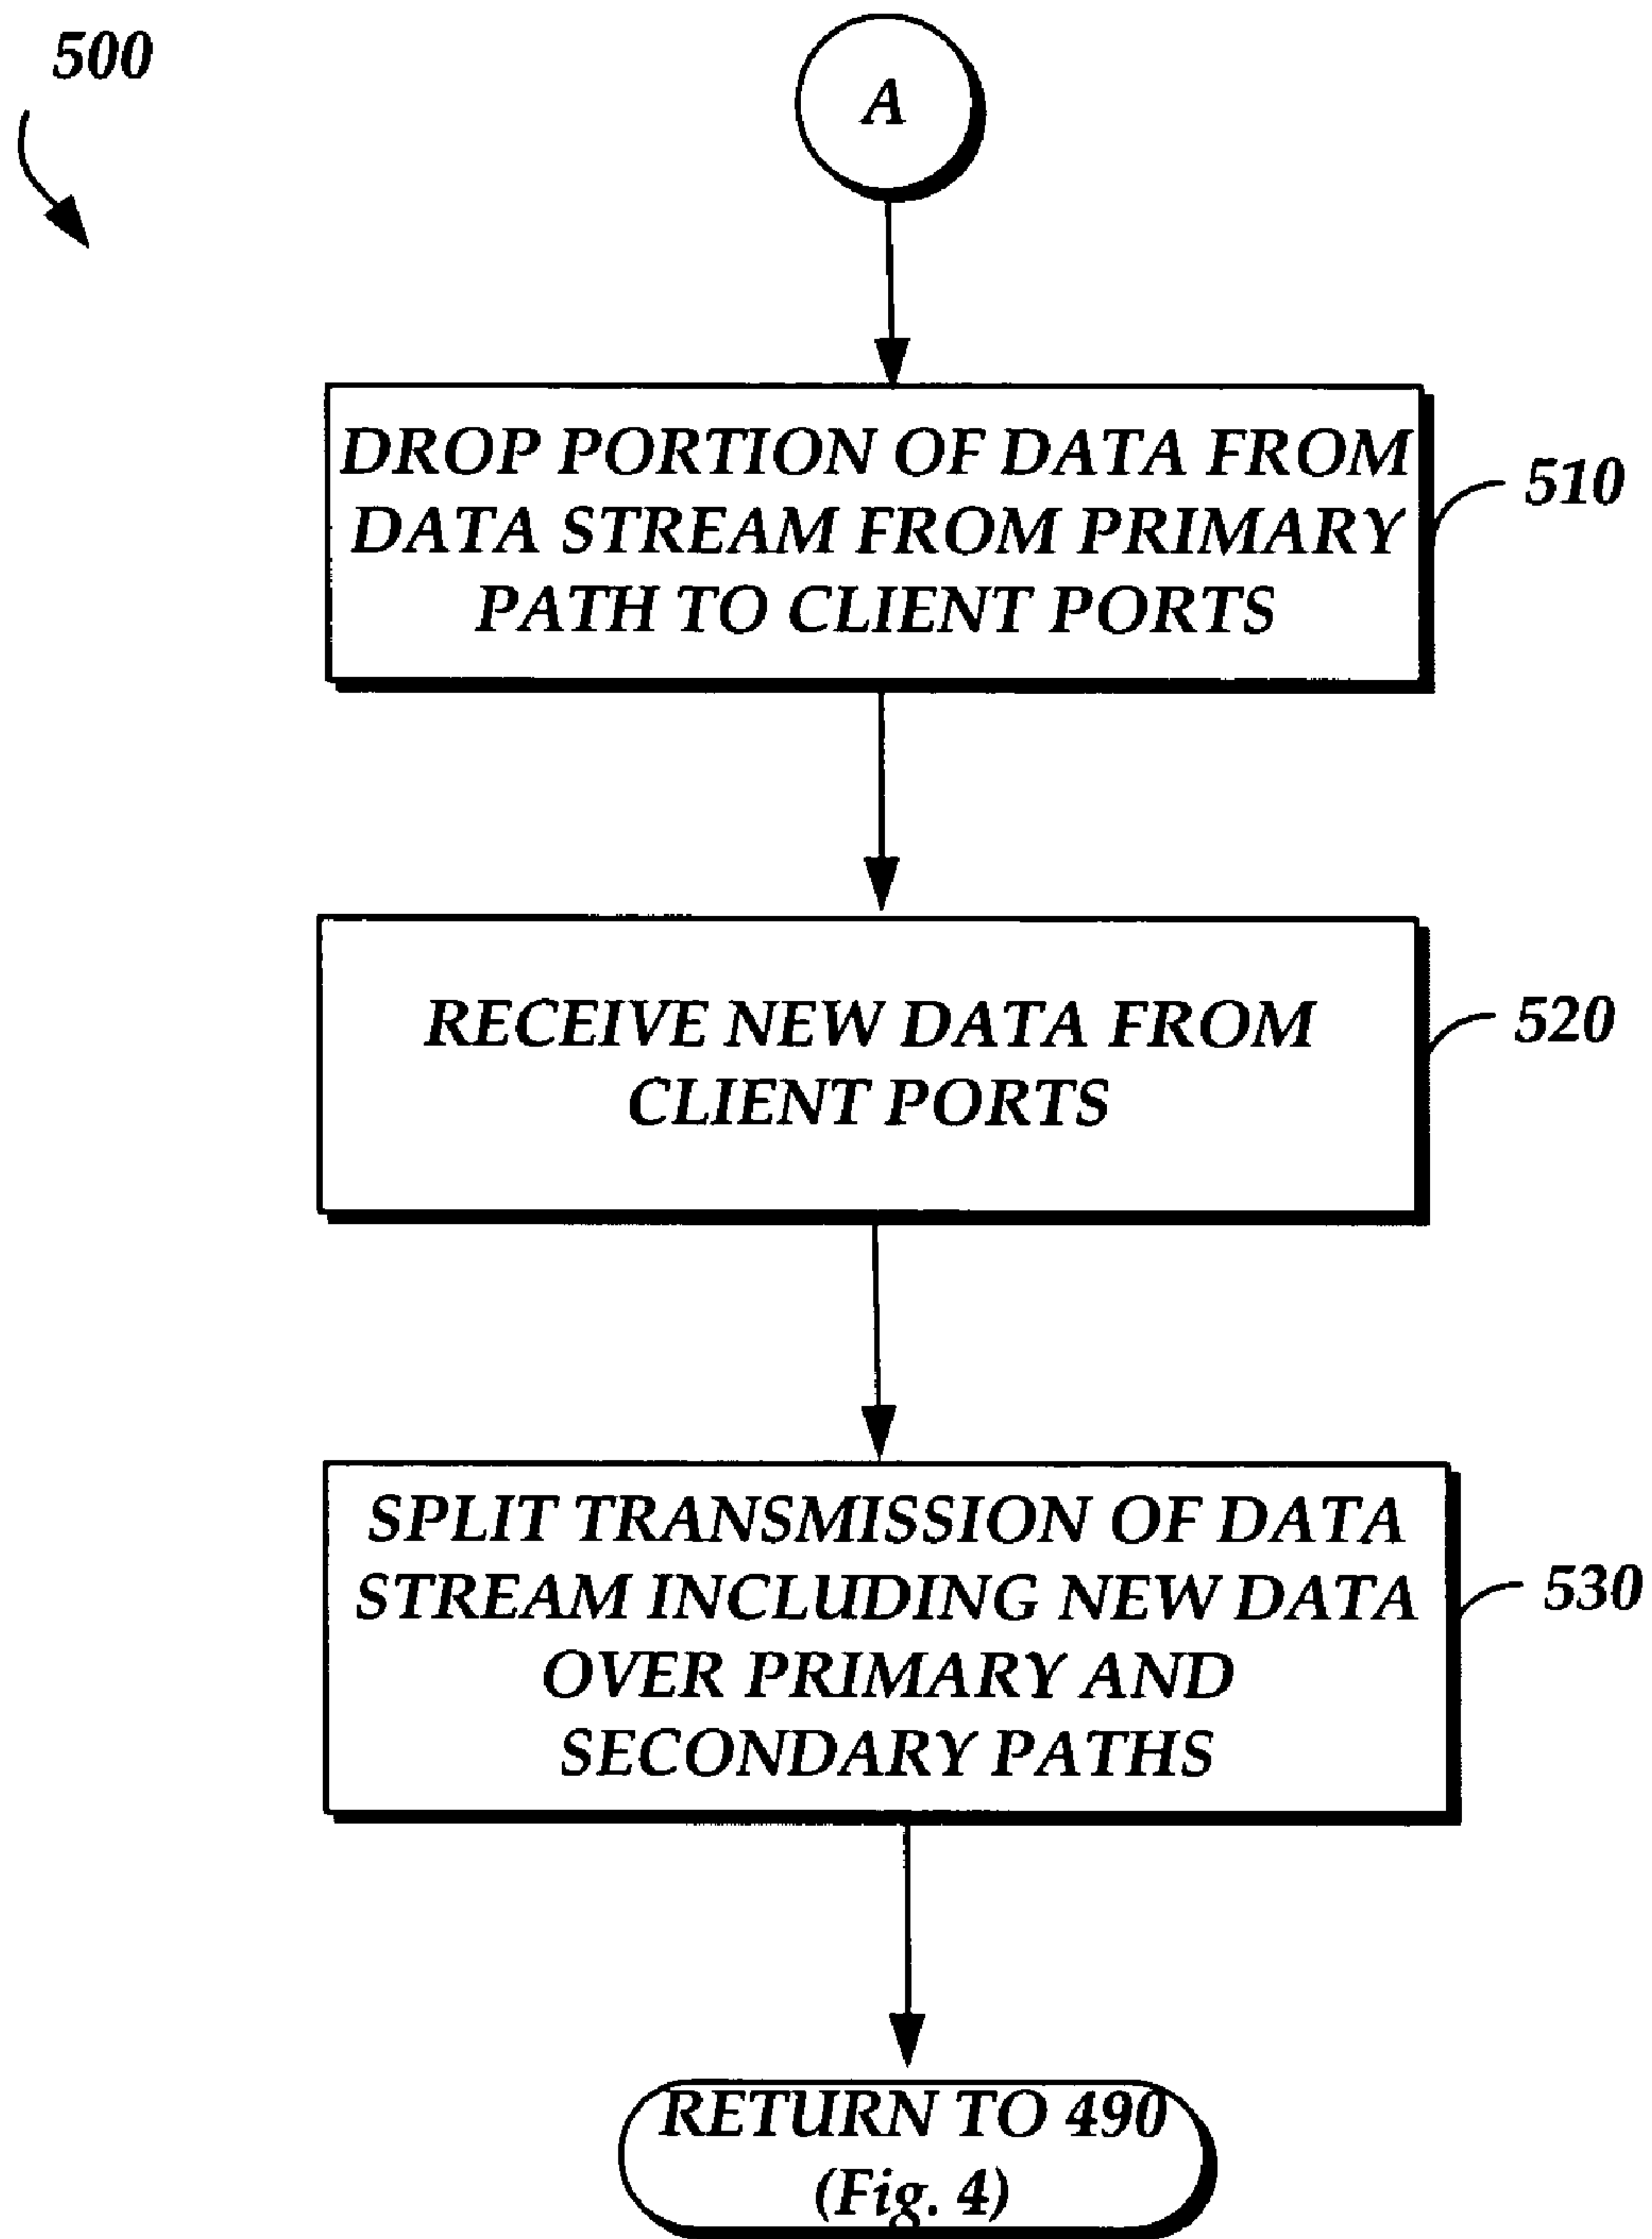 500
A
DROP PORTION OF DATA FROM
DATA STREAM FROM PRIMARY
PATH TO CLIENT PORTS
510
RECEIVE NEW DATA FROM
CLIENT PORTS
520
SPLIT TRANSMISSION OF DATA
STREAM INCLUDING NEW DATA
OVER PRIMARY AND
SECONDARY PATHS
530
RETURN TO 490
(Fig. 4)